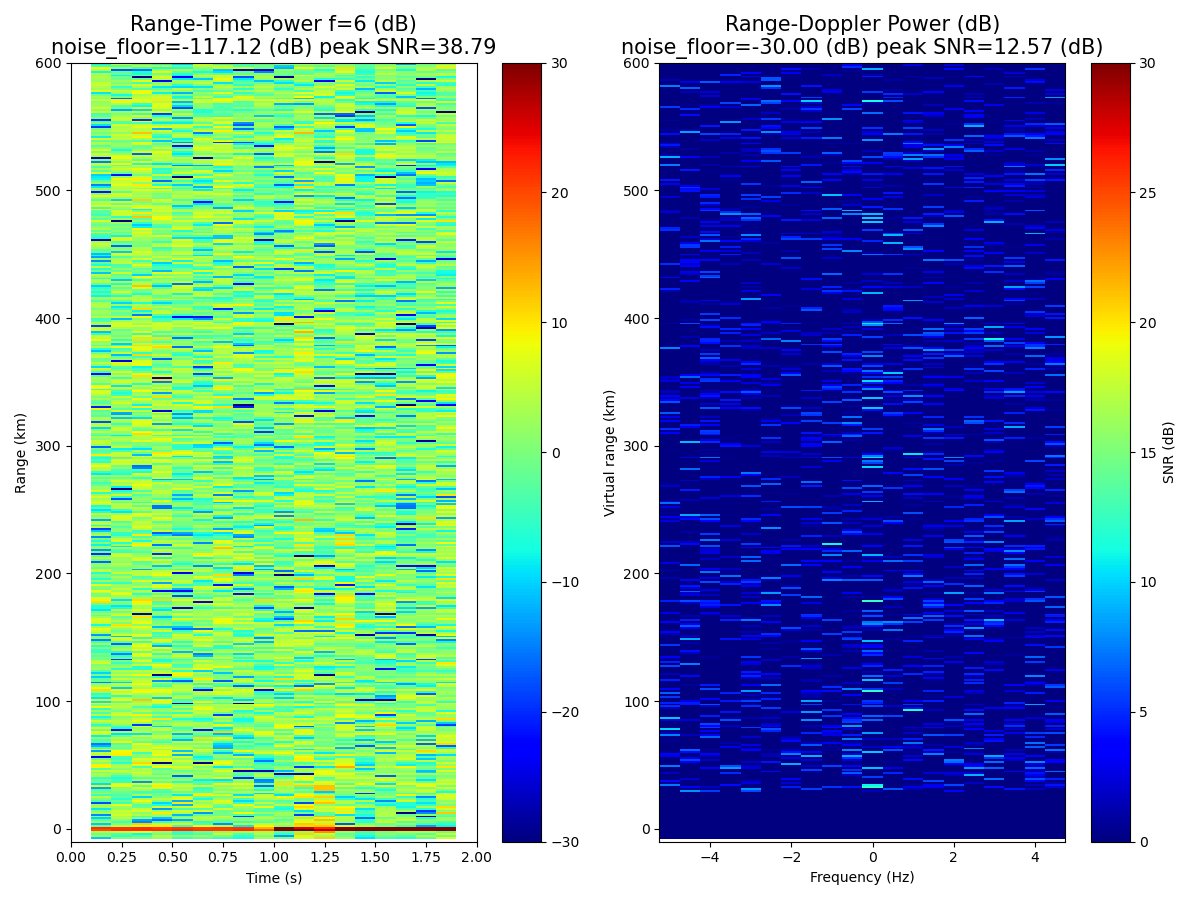 Range-Time Power f=6 (dB)
noise_floor=-117.12 (dB) peak SNR=38.79
Range (km)
600
500
400
300
200
100
0
0.00 0.25 0.50 0.75 1.00 1.25 1.50 1.75 2.00
Time (s)
30
20
10
0
−10
−20
−30
Range-Doppler Power (dB)
noise_floor=-30.00 (dB) peak SNR=12.57 (dB)
Virtual range (km)
600
500
400
300
200
100
0
−4 −2 0 2 4
Frequency (Hz)
30
25
20
15
10
5
0
SNR (dB)